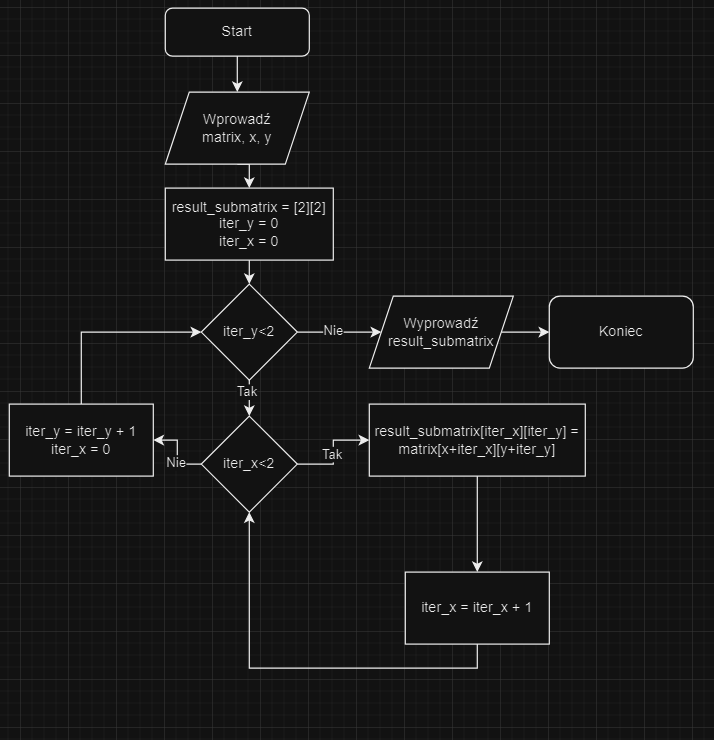 Start
Wprowadź
matrix, x, y
result_submatrix = [2][2]
iter_y = 0
iter_x = 0
iter_y<2
Nie
Wyprowadź
result_submatrix
Koniec
Tak
iter_y = iter_y + 1
iter_x = 0
Nie
iter_x<2
Tak
result_submatrix[iter_x][iter_y] =
matrix[x+iter_x][y+iter_y]
iter_x = iter_x + 1